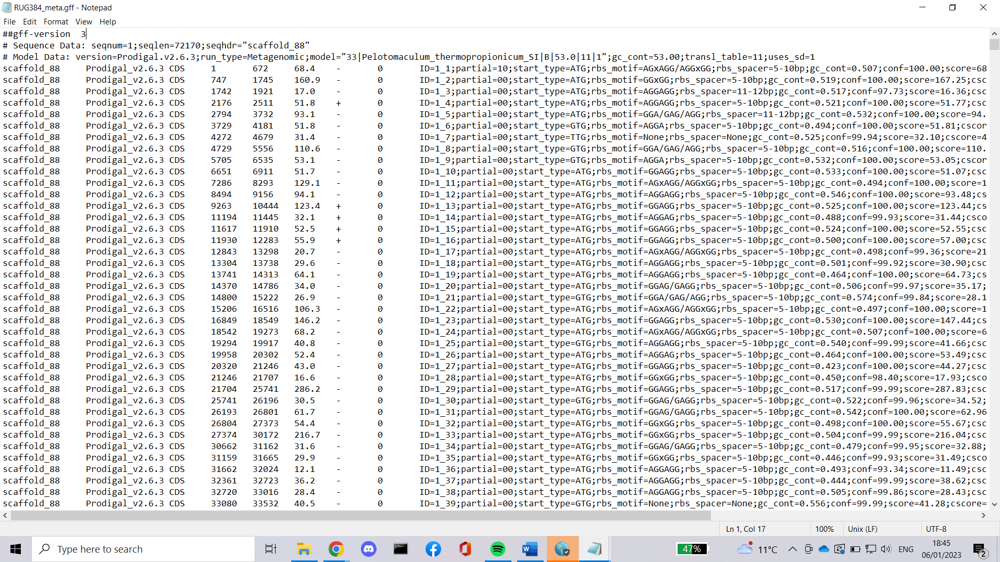 RUG384_meta.gff - Notepad
File Edit Format View Help
##gff-version  3
# Sequence Data: seqnum=1;seqlen=72170;seqhdr="scaffold_88"
# Model Data: version=Prodigal.v2.6.3;run_type=Metagenomic;model="33|Pelotomaculum_thermopropionicum_SI|B|53.0|11|1";gc_cont=53.00;transl_table=11;uses_sd=1
scaffold_88 Prodigal_v2.6.3 CDS 1 672 68.4 - 0 ID=1_1;partial=10;start_type=ATG;rbs_motif=AGxAGG/AGGxGG;rbs_spacer=5-10bp;gc_cont=0.507;conf=100.00;score=68
scaffold_88 Prodigal_v2.6.3 CDS 747 1745 160.9 - 0 ID=1_2;partial=00;start_type=ATG;rbs_motif=GGxGG;rbs_spacer=5-10bp;gc_cont=0.519;conf=100.00;score=167.25;csc
scaffold_88 Prodigal_v2.6.3 CDS 1742 1921 17.0 - 0 ID=1_3;partial=00;start_type=ATG;rbs_motif=AGGAGG;rbs_spacer=11-12bp;gc_cont=0.517;conf=97.73;score=16.36;csc
scaffold_88 Prodigal_v2.6.3 CDS 2176 2511 51.8 + 0 ID=1_4;partial=00;start_type=ATG;rbs_motif=AGGAGG;rbs_spacer=5-10bp;gc_cont=0.521;conf=100.00;score=51.77;csc
scaffold_88 Prodigal_v2.6.3 CDS 2794 3732 93.1 - 0 ID=1_5;partial=00;start_type=ATG;rbs_motif=GGA/GAG/AGG;rbs_spacer=11-12bp;gc_cont=0.532;conf=100.00;score=94.
scaffold_88 Prodigal_v2.6.3 CDS 3729 4181 51.8 - 0 ID=1_6;partial=00;start_type=GTG;rbs_motif=AGGA;rbs_spacer=5-10bp;gc_cont=0.494;conf=100.00;score=51.81;cscor
scaffold_88 Prodigal_v2.6.3 CDS 4272 4679 31.4 - 0 ID=1_7;partial=00;start_type=TTG;rbs_motif=None;rbs_spacer=None;gc_cont=0.525;conf=99.94;score=32.10;cscore=4
scaffold_88 Prodigal_v2.6.3 CDS 4729 5556 110.6 - 0 ID=1_8;partial=00;start_type=GTG;rbs_motif=GGA/GAG/AGG;rbs_spacer=5-10bp;gc_cont=0.516;conf=100.00;score=110.
scaffold_88 Prodigal_v2.6.3 CDS 5705 6535 53.1 - 0 ID=1_9;partial=00;start_type=GTG;rbs_motif=AGGA;rbs_spacer=5-10bp;gc_cont=0.532;conf=100.00;score=53.05;cscor
scaffold_88 Prodigal_v2.6.3 CDS 6651 6911 51.7 - 0 ID=1_10;partial=00;start_type=ATG;rbs_motif=GGAGG;rbs_spacer=5-10bp;gc_cont=0.533;conf=100.00;score=51.07;csc
scaffold_88 Prodigal_v2.6.3 CDS 7286 8293 129.1 - 0 ID=1_11;partial=00;start_type=ATG;rbs_motif=AGxAGG/AGGxGG;rbs_spacer=5-10bp;gc_cont=0.494;conf=100.00;score=1
scaffold_88 Prodigal_v2.6.3 CDS 8494 9156 94.1 - 0 ID=1_12;partial=00;start_type=ATG;rbs_motif=AGGAGG;rbs_spacer=5-10bp;gc_cont=0.546;conf=100.00;score=93.48;cs
scaffold_88 Prodigal_v2.6.3 CDS 9263 10444 123.4 + 0 ID=1_13;partial=00;start_type=ATG;rbs_motif=GGAGG;rbs_spacer=5-10bp;gc_cont=0.525;conf=100.00;score=123.44;cs
scaffold_88 Prodigal_v2.6.3 CDS 11194 11445 32.1 + 0 ID=1_14;partial=00;start_type=ATG;rbs_motif=AGGAG;rbs_spacer=5-10bp;gc_cont=0.488;conf=99.93;score=31.44;csco
scaffold_88 Prodigal_v2.6.3 CDS 11617 11910 52.5 + 0 ID=1_15;partial=00;start_type=ATG;rbs_motif=GGAGG;rbs_spacer=5-10bp;gc_cont=0.524;conf=100.00;score=52.55;csc
scaffold_88 Prodigal_v2.6.3 CDS 11930 12283 55.9 + 0 ID=1_16;partial=00;start_type=ATG;rbs_motif=GGAGG;rbs_spacer=5-10bp;gc_cont=0.500;conf=100.00;score=57.00;csc
scaffold_88 Prodigal_v2.6.3 CDS 12843 13298 20.7 - 0 ID=1_17;partial=00;start_type=ATG;rbs_motif=AGxAGG/AGGxGG;rbs_spacer=5-10bp;gc_cont=0.498;conf=99.36;score=21
scaffold_88 Prodigal_v2.6.3 CDS 13304 13738 29.6 - 0 ID=1_18;partial=00;start_type=ATG;rbs_motif=AGGAGG;rbs_spacer=5-10bp;gc_cont=0.501;conf=99.92;score=30.90;csc
scaffold_88 Prodigal_v2.6.3 CDS 13741 14313 64.1 - 0 ID=1_19;partial=00;start_type=ATG;rbs_motif=AGGAGG;rbs_spacer=5-10bp;gc_cont=0.464;conf=100.00;score=64.73;cs
scaffold_88 Prodigal_v2.6.3 CDS 14370 14786 34.0 - 0 ID=1_20;partial=00;start_type=ATG;rbs_motif=GGAG/GAGG;rbs_spacer=5-10bp;gc_cont=0.506;conf=99.97;score=35.17;
scaffold_88 Prodigal_v2.6.3 CDS 14800 15222 26.9 - 0 ID=1_21;partial=00;start_type=GTG;rbs_motif=GGA/GAG/AGG;rbs_spacer=5-10bp;gc_cont=0.574;conf=99.84;score=28.1
scaffold_88 Prodigal_v2.6.3 CDS 15206 16516 106.3 - 0 ID=1_22;partial=00;start_type=ATG;rbs_motif=AGxAGG/AGGxGG;rbs_spacer=5-10bp;gc_cont=0.497;conf=100.00;score=1
scaffold_88 Prodigal_v2.6.3 CDS 16849 18549 146.2 - 0 ID=1_23;partial=00;start_type=ATG;rbs_motif=GGAGG;rbs_spacer=5-10bp;gc_cont=0.530;conf=100.00;score=147.44;cs
scaffold_88 Prodigal_v2.6.3 CDS 18542 19273 68.2 - 0 ID=1_24;partial=00;start_type=ATG;rbs_motif=AGxAGG/AGGxGG;rbs_spacer=5-10bp;gc_cont=0.507;conf=100.00;score=6
scaffold_88 Prodigal_v2.6.3 CDS 19294 19917 40.8 - 0 ID=1_25;partial=00;start_type=GTG;rbs_motif=AGGAGG;rbs_spacer=5-10bp;gc_cont=0.540;conf=99.99;score=41.66;csc
scaffold_88 Prodigal_v2.6.3 CDS 19958 20302 52.4 - 0 ID=1_26;partial=00;start_type=ATG;rbs_motif=AGGAG;rbs_spacer=5-10bp;gc_cont=0.464;conf=100.00;score=53.49;csc
scaffold_88 Prodigal_v2.6.3 CDS 20320 21246 43.0 - 0 ID=1_27;partial=00;start_type=ATG;rbs_motif=GGAGG;rbs_spacer=5-10bp;gc_cont=0.423;conf=100.00;score=44.27;csc
scaffold_88 Prodigal_v2.6.3 CDS 21246 21707 16.6 - 0 ID=1_28;partial=00;start_type=ATG;rbs_motif=GGxGG;rbs_spacer=5-10bp;gc_cont=0.450;conf=98.40;score=17.93;csco
scaffold_88 Prodigal_v2.6.3 CDS 21704 25741 286.2 - 0 ID=1_29;partial=00;start_type=ATG;rbs_motif=GGAGG;rbs_spacer=5-10bp;gc_cont=0.517;conf=99.99;score=287.83;csc
scaffold_88 Prodigal_v2.6.3 CDS 25741 26196 30.5 - 0 ID=1_30;partial=00;start_type=GTG;rbs_motif=GGAG/GAGG;rbs_spacer=5-10bp;gc_cont=0.522;conf=99.96;score=34.52;
scaffold_88 Prodigal_v2.6.3 CDS 26193 26801 61.7 - 0 ID=1_31;partial=00;start_type=ATG;rbs_motif=GGAG/GAGG;rbs_spacer=5-10bp;gc_cont=0.542;conf=100.00;score=62.96
scaffold_88 Prodigal_v2.6.3 CDS 26804 27373 54.4 - 0 ID=1_32;partial=00;start_type=ATG;rbs_motif=GGxGG;rbs_spacer=5-10bp;gc_cont=0.498;conf=100.00;score=55.67;csc
scaffold_88 Prodigal_v2.6.3 CDS 27374 30172 216.7 - 0 ID=1_33;partial=00;start_type=ATG;rbs_motif=GGxGG;rbs_spacer=5-10bp;gc_cont=0.504;conf=99.99;score=216.04;csc
scaffold_88 Prodigal_v2.6.3 CDS 30662 31162 31.6 - 0 ID=1_34;partial=00;start_type=ATG;rbs_motif=GGAG/GAGG;rbs_spacer=5-10bp;gc_cont=0.479;conf=99.95;score=32.88;
scaffold_88 Prodigal_v2.6.3 CDS 31159 31665 29.9 - 0 ID=1_35;partial=00;start_type=ATG;rbs_motif=GGxGG;rbs_spacer=5-10bp;gc_cont=0.446;conf=99.93;score=31.49;csco
scaffold_88 Prodigal_v2.6.3 CDS 31662 32024 12.1 - 0 ID=1_36;partial=00;start_type=ATG;rbs_motif=AGGAGG;rbs_spacer=5-10bp;gc_cont=0.493;conf=93.34;score=11.49;csc
scaffold_88 Prodigal_v2.6.3 CDS 32361 32723 36.2 - 0 ID=1_37;partial=00;start_type=ATG;rbs_motif=AGGAGG;rbs_spacer=5-10bp;gc_cont=0.444;conf=99.99;score=38.62;csc
scaffold_88 Prodigal_v2.6.3 CDS 32720 33016 28.4 - 0 ID=1_38;partial=00;start_type=ATG;rbs_motif=AGGAGG;rbs_spacer=5-10bp;gc_cont=0.505;conf=99.86;score=28.43;csc
scaffold_88 Prodigal_v2.6.3 CDS 33080 33532 40.5 - 0 ID=1_39;partial=00;start_type=GTG;rbs_motif=None;rbs_spacer=None;gc_cont=0.556;conf=99.99;score=41.28;cscore=
Ln 1, Col 17 100% Unix (LF) UTF-8
Type here to search 47% 11°C ENG 18:45
06/01/2023 2